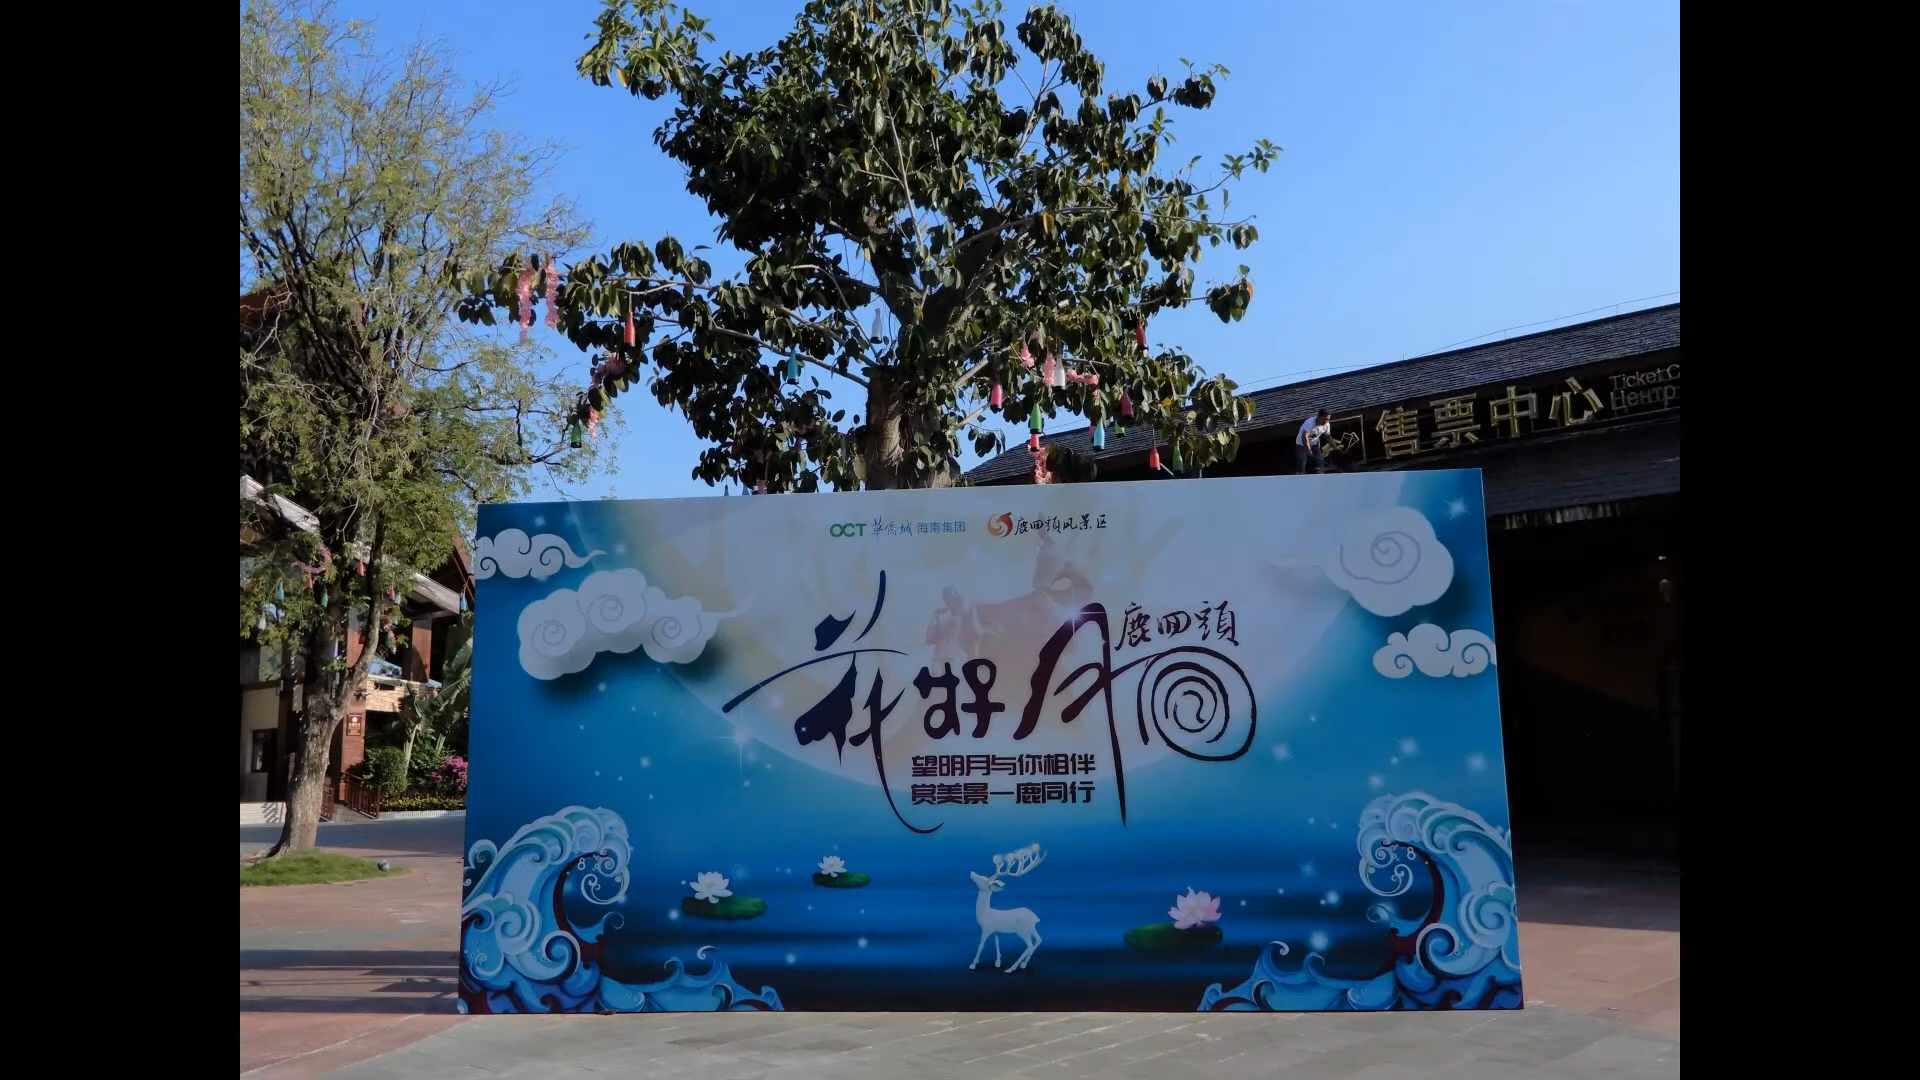 售票中心
Ticket C
Центр
OCT 華僑城 海南集团 鹿回頭风景区
鹿回頭
花好月圆
望明月与你相伴
赏美景一鹿同行